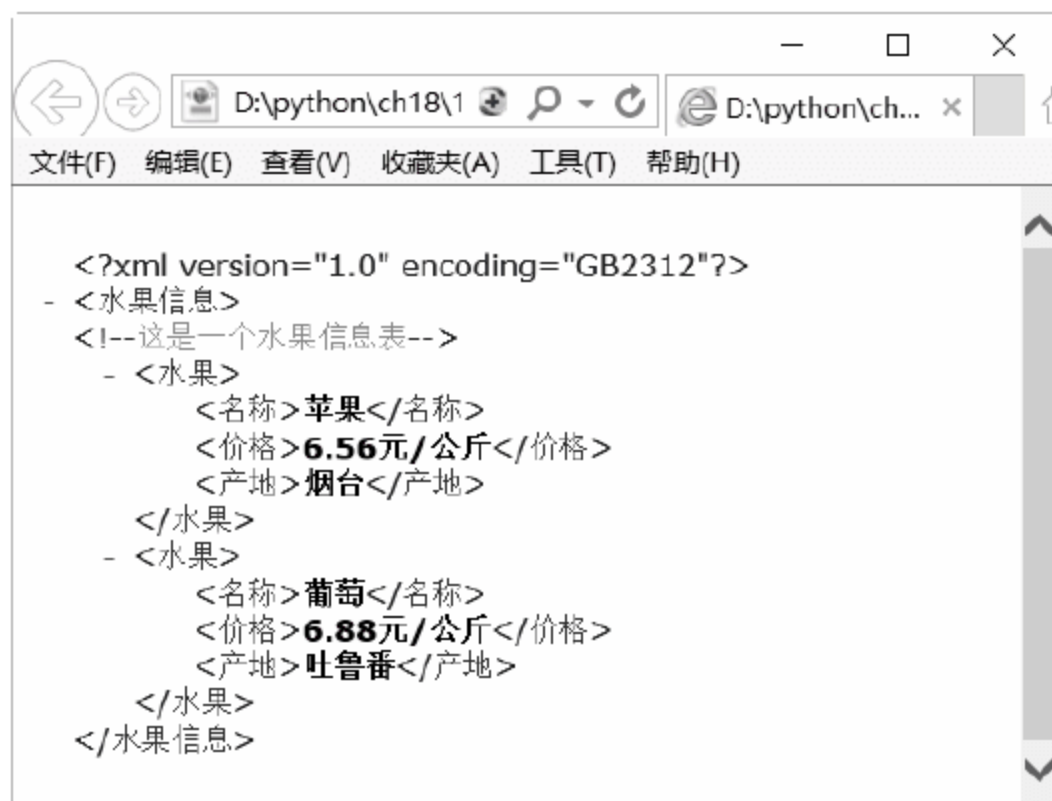 D:\python\ch18\1
D:\python\ch...
文件(F) 编辑(E) 查看(V) 收藏夹(A) 工具(T) 帮助(H)
<?xml version="1.0" encoding="GB2312"?>
- <水果信息>
<!--这是一个水果信息表-->
- <水果>
<名称>苹果</名称>
<价格>6.56元/公斤</价格>
<产地>烟台</产地>
</水果>
- <水果>
<名称>葡萄</名称>
<价格>6.88元/公斤</价格>
<产地>吐鲁番</产地>
</水果>
</水果信息>